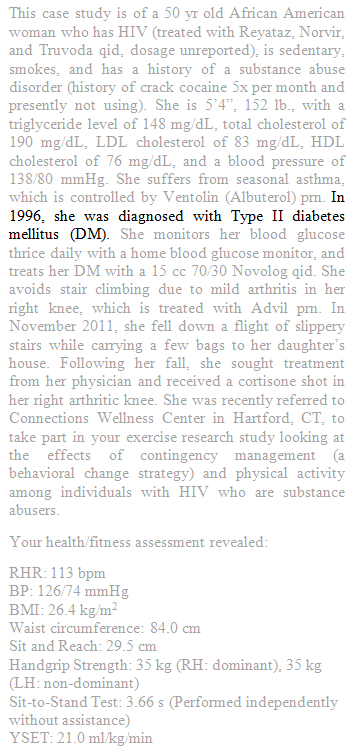 This case study is of a 50 yr old African American
woman who has HIV (treated with Reyataz, Norvir,
and Truvoda qid, dosage unreported), is sedentary,
smokes, and has a history of a substance abuse
disorder (history of crack cocaine 5x per month and
presently not using). She is 5’4”, 152 lb., with a
triglyceride level of 148 mg/dL, total cholesterol of
190 mg/dL, LDL cholesterol of 83 mg/dL, HDL
cholesterol of 76 mg/dL, and a blood pressure of
138/80 mmHg. She suffers from seasonal asthma,
which is controlled by Ventolin (Albuterol) prn. In
1996, she was diagnosed with Type II diabetes
mellitus (DM). She monitors her blood glucose
thrice daily with a home blood glucose monitor, and
treats her DM with a 15 cc 70/30 Novolog qid. She
avoids stair climbing due to mild arthritis in her
right knee, which is treated with Advil prn. In
November 2011, she fell down a flight of slippery
stairs while carrying a few bags to her daughter’s
house. Following her fall, she sought treatment
from her physician and received a cortisone shot in
her right arthritic knee. She was recently referred to
Connections Wellness Center in Hartford, CT, to
take part in your exercise research study looking at
the effects of contingency management (a
behavioral change strategy) and physical activity
among individuals with HIV who are substance
abusers.
Your health/fitness assessment revealed:
RHR: 113 bpm
BP: 126/74 mmHg
BMI: 26.4 kg/m²
Waist circumference: 84.0 cm
Sit and Reach: 29.5 cm
Handgrip Strength: 35 kg (RH: dominant), 35 kg
(LH: non-dominant)
Sit-to-Stand Test: 3.66 s (Performed independently
without assistance)
YSET: 21.0 ml/kg/min